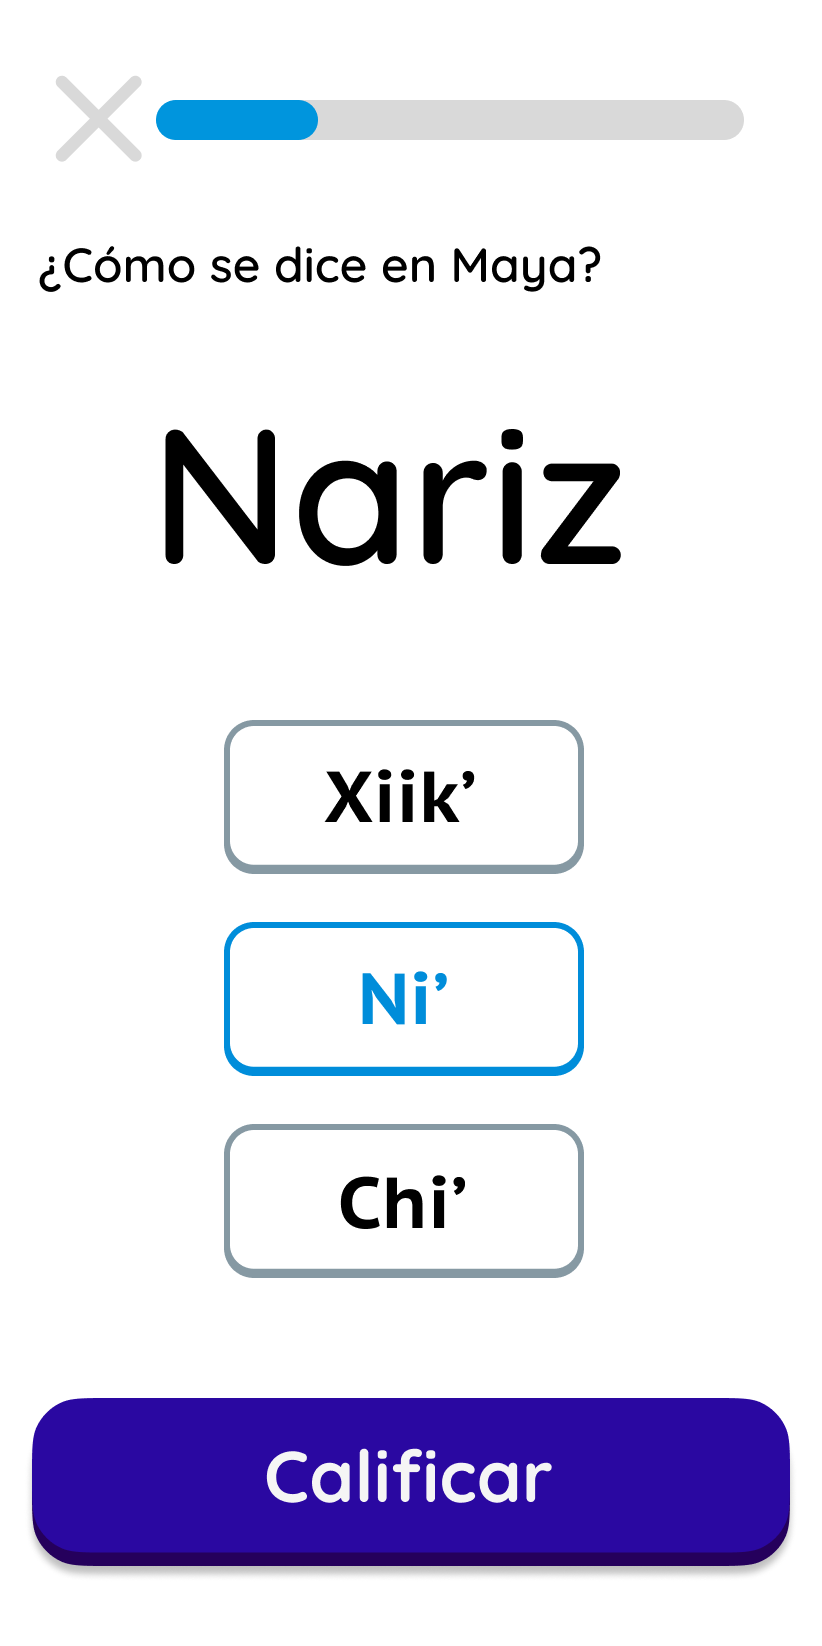 ¿Cómo se dice en Maya?
Nariz
Xiik’
Ni’
Chi’
Calificar